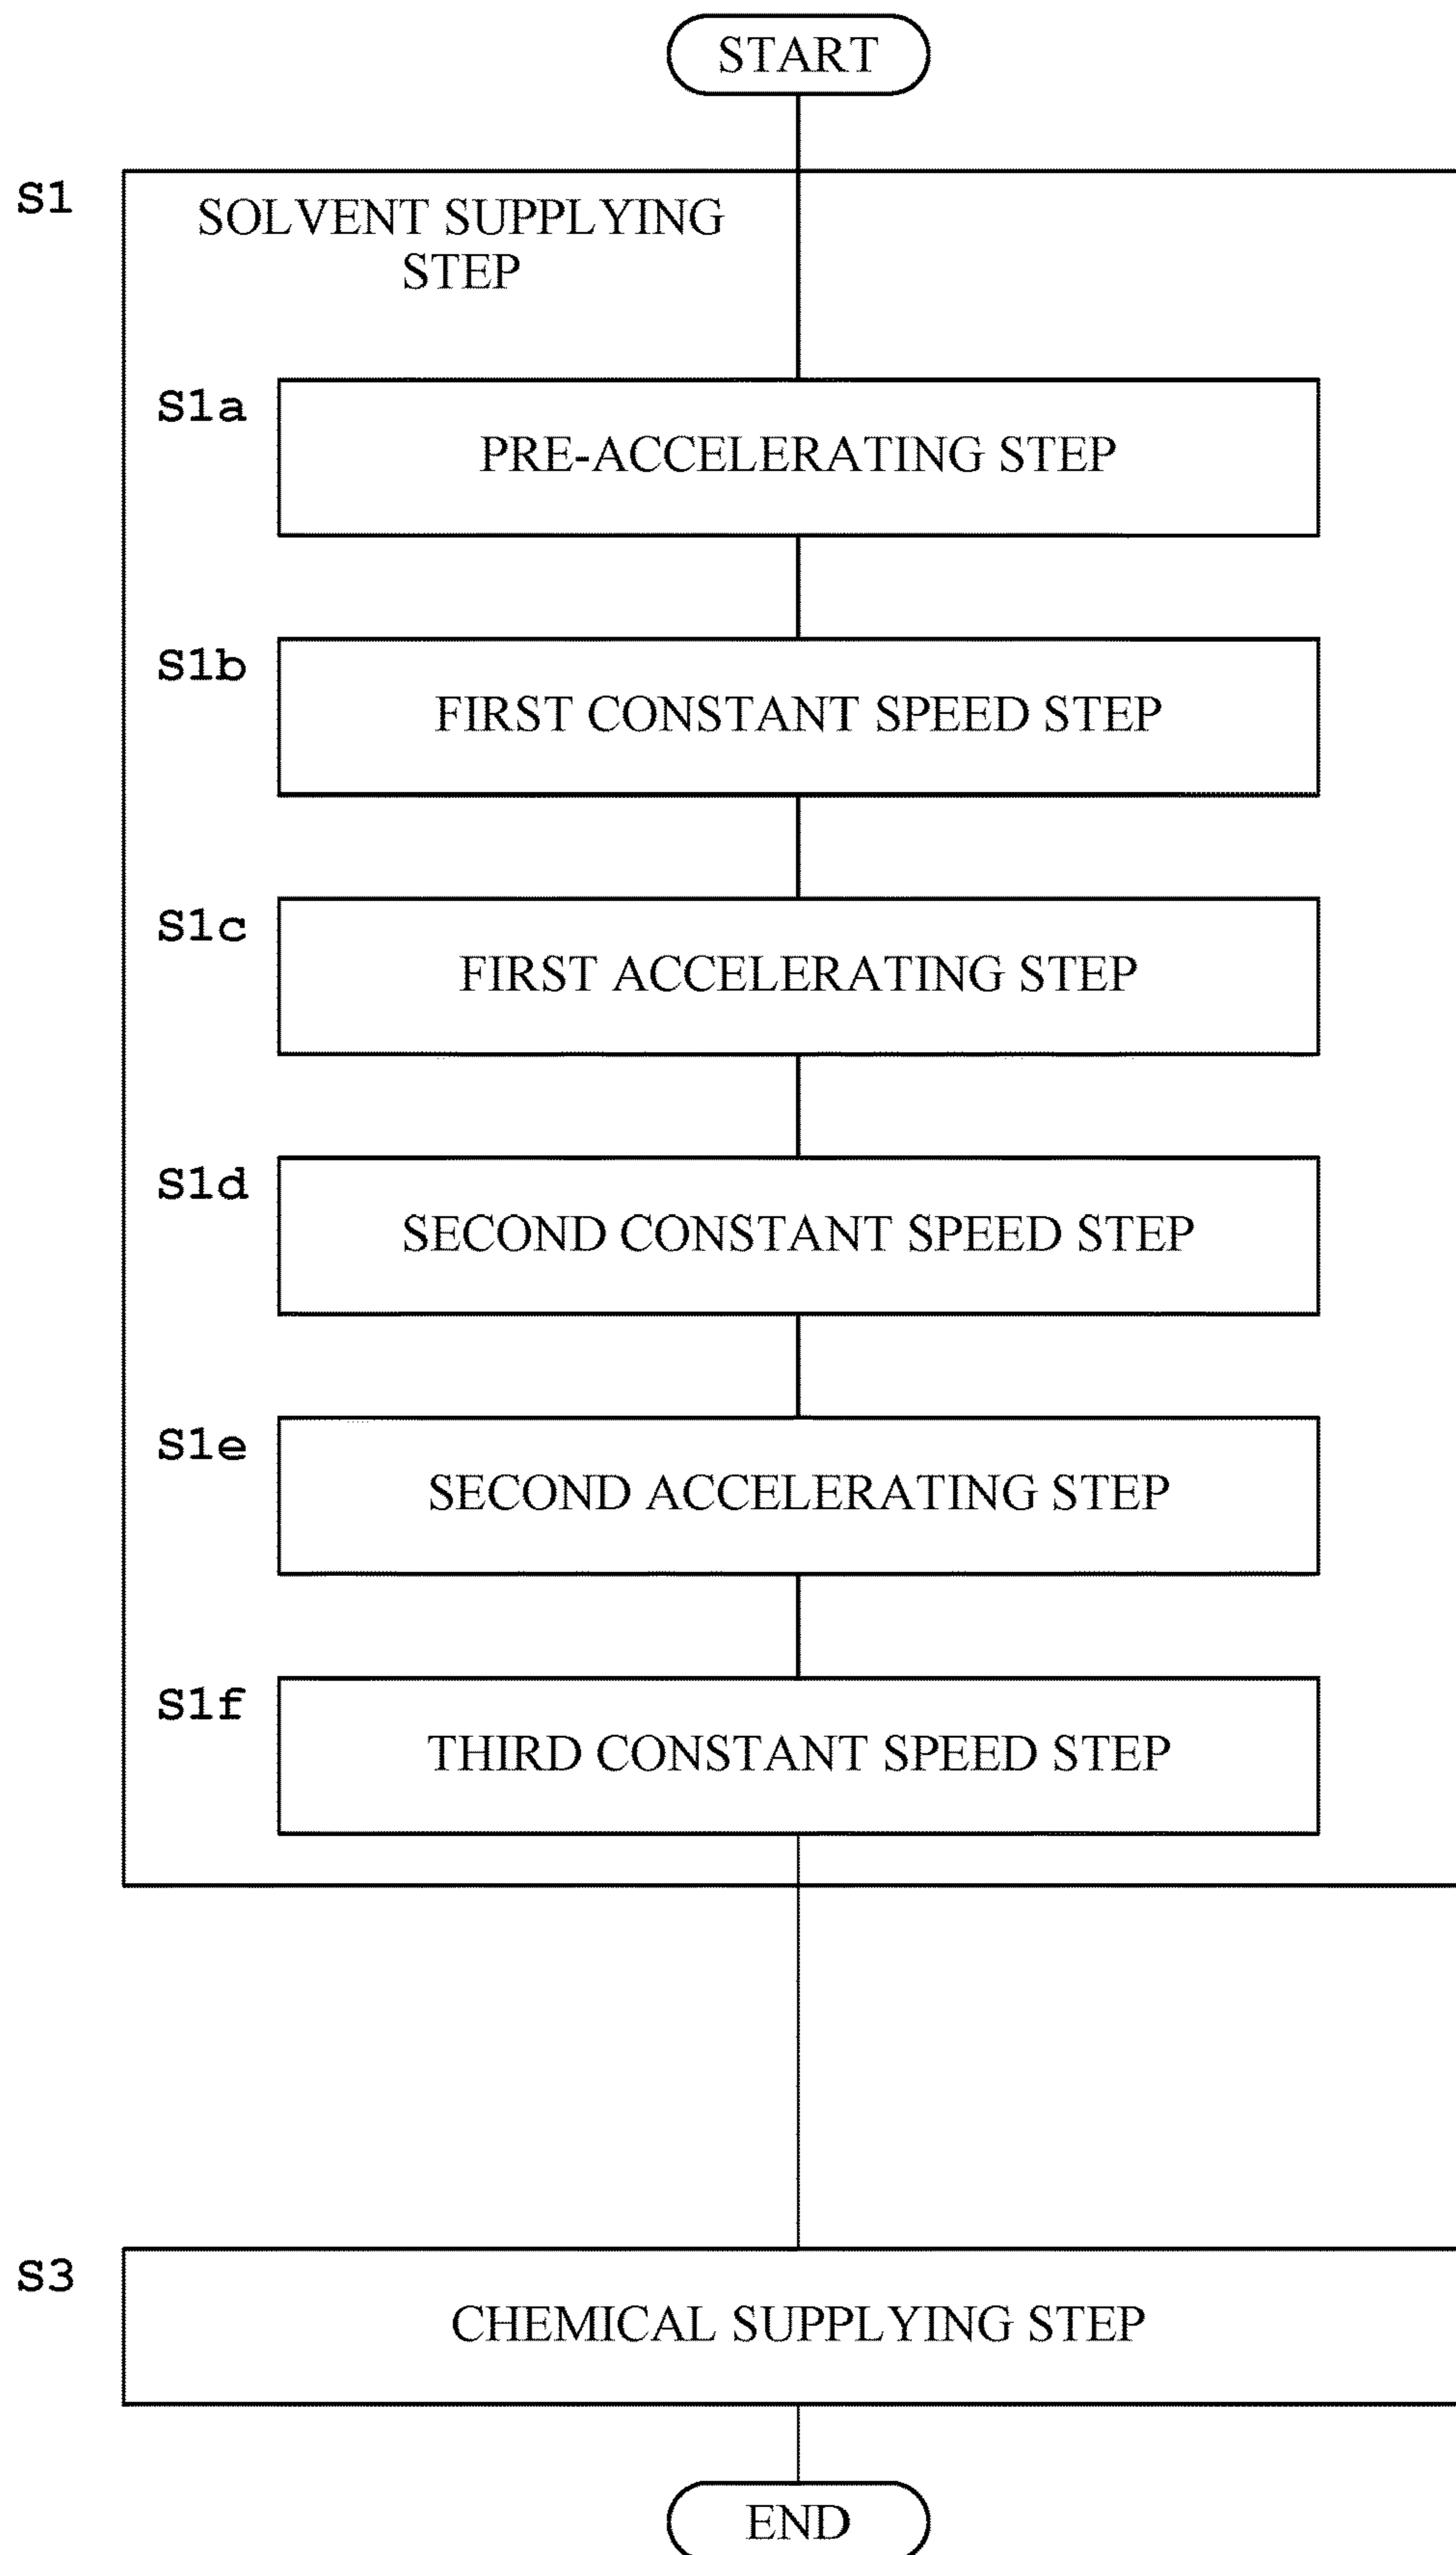 START
S1
SOLVENT SUPPLYING
STEP
S1a
PRE-ACCELERATING STEP
S1b
FIRST CONSTANT SPEED STEP
S1c
FIRST ACCELERATING STEP
S1d
SECOND CONSTANT SPEED STEP
S1e
SECOND ACCELERATING STEP
S1f
THIRD CONSTANT SPEED STEP
S3
CHEMICAL SUPPLYING STEP
END